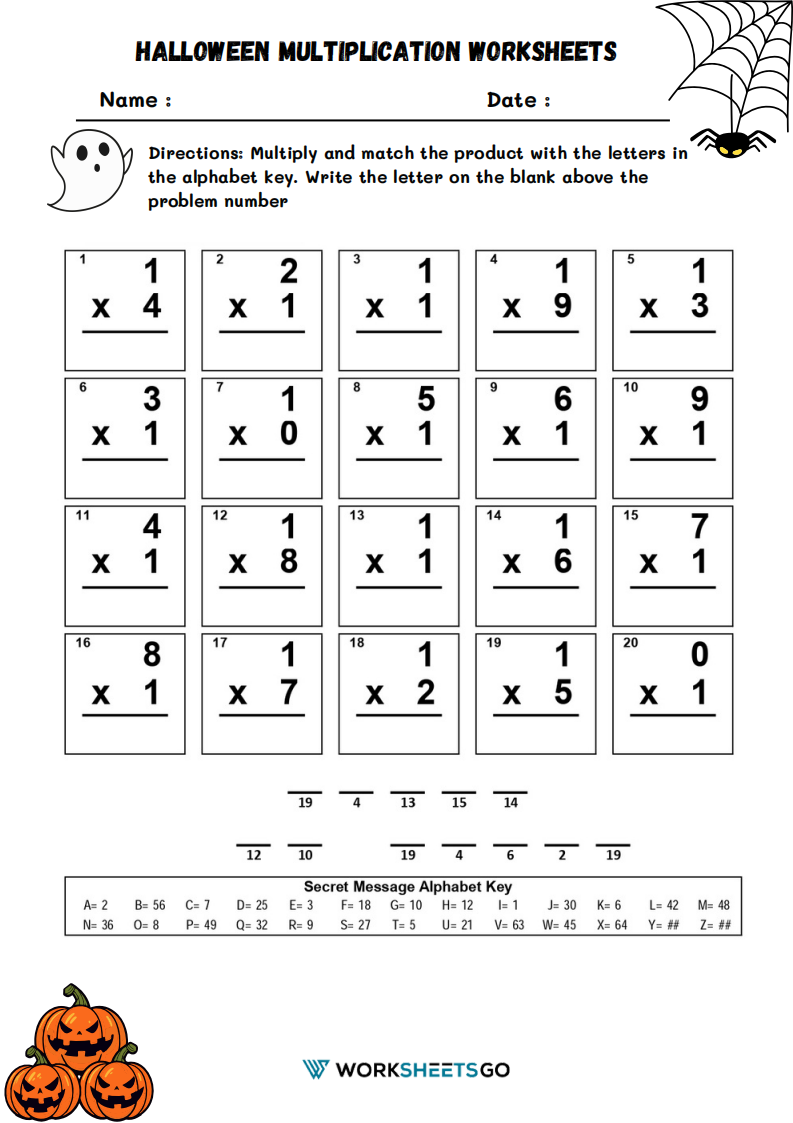 HALLOWEEN MULTIPLICATION WORKSHEETS
Name : Date :
Directions: Multiply and match the product with the letters in
the alphabet key. Write the letter on the blank above the
problem number
1 1 2 2 3 1 4 1 5 1
x 4 x 1 x 1 x 9 x 3
6 3 7 1 8 5 9 6 10 9
x 1 x 0 x 1 x 1 x 1
11 4 12 1 13 1 14 1 15 7
x 1 x 8 x 1 x 6 x 1
16 8 17 1 18 1 19 1 20 0
x 1 x 7 x 2 x 5 x 1
19 4 13 15 14
12 10 19 4 6 2 19
Secret Message Alphabet Key
A= 2 B= 56 C= 7 D= 25 E= 3 F= 18 G= 10 H= 12 I= 1 J= 30 K= 6 L= 42 M= 48
N= 36 O= 8 P= 49 Q= 32 R= 9 S= 27 T= 5 U= 21 V= 63 W= 45 X= 64 Y= ## Z= ##
WORKSHEETSGO